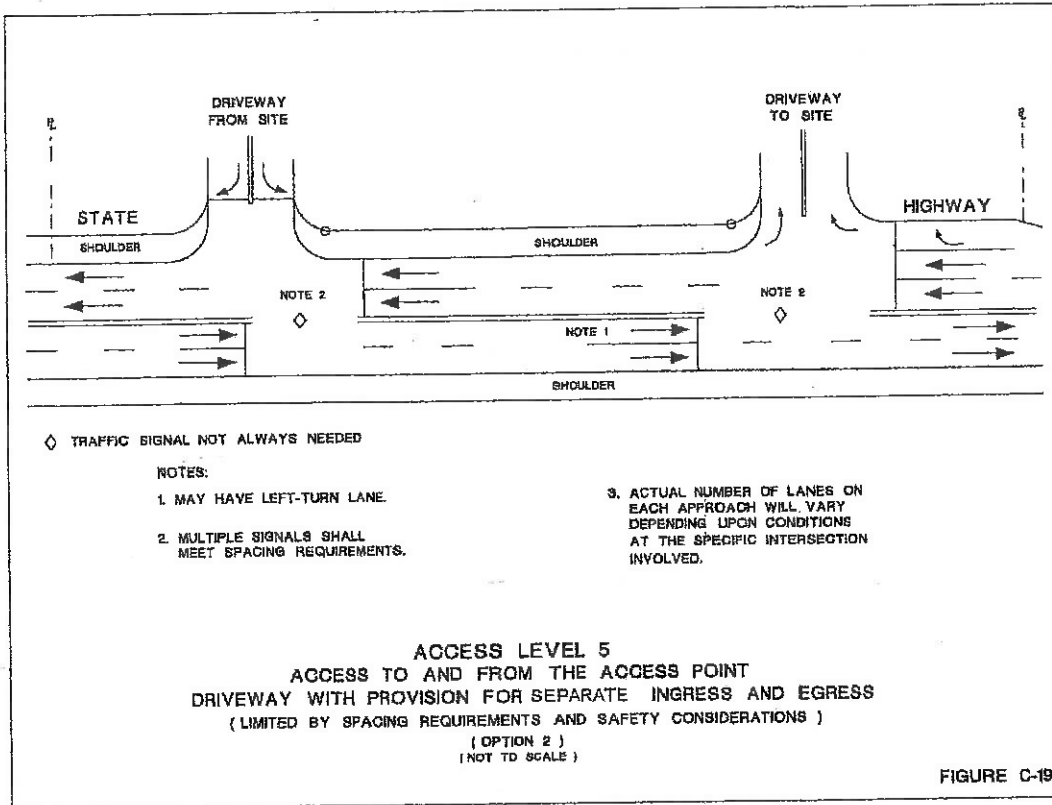 DRIVEWAY
FROM SITE
DRIVEWAY
TO SITE
STATE
HIGHWAY
SHOULDER
SHOULDER
NOTE 2
NOTE 2
NOTE 1
SHOULDER
◊ TRAFFIC SIGNAL NOT ALWAYS NEEDED
NOTES:
1. MAY HAVE LEFT-TURN LANE.
2. MULTIPLE SIGNALS SHALL
MEET SPACING REQUIREMENTS.
3. ACTUAL NUMBER OF LANES ON
EACH APPROACH WILL VARY
DEPENDING UPON CONDITIONS
AT THE SPECIFIC INTERSECTION
INVOLVED.
ACCESS LEVEL 5
ACCESS TO AND FROM THE ACCESS POINT
DRIVEWAY WITH PROVISION FOR SEPARATE INGRESS AND EGRESS
( LIMITED BY SPACING REQUIREMENTS AND SAFETY CONSIDERATIONS )
( OPTION 2 )
( NOT TO SCALE )
FIGURE C-19